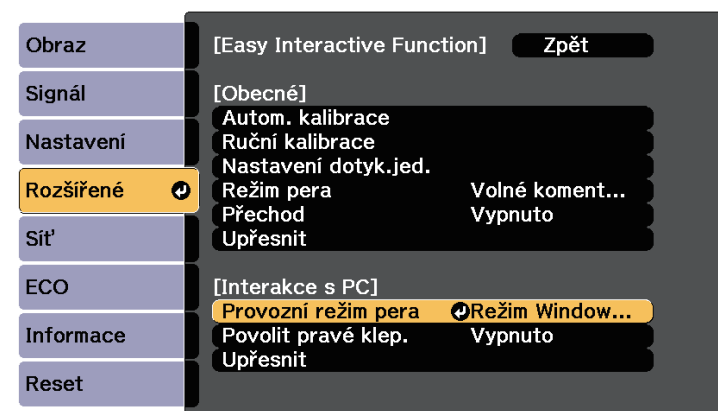 Obraz
Signál
Nastavení
Rozšířené
Síť
ECO
Informace
Reset
[Easy Interactive Function] Zpět
[Obecné]
Autom. kalibrace
Ruční kalibrace
Nastavení dotyk.jed.
Režim pera Volné koment...
Přechod Vypnuto
Upřesnit
[Interakce s PC]
Provozní režim pera Režim Window...
Povolit pravé klep. Vypnuto
Upřesnit